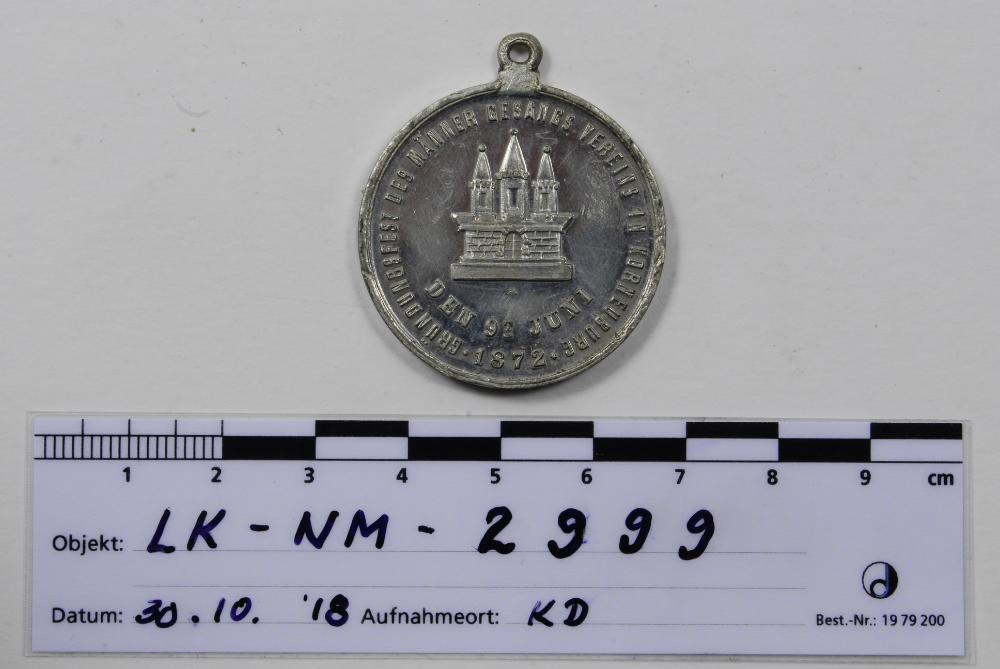 GRÜNDUNGSFEST DES MÄNNER GESANGS VEREINS IN KORNEUBURG
DEN 9TE JUNI
· 1872 ·
1 2 3 4 5 6 7 8 9 cm
Objekt: LK - NM - 2999
Datum: 30.10. '18 Aufnahmeort: KD
Best.-Nr.: 19 79 200